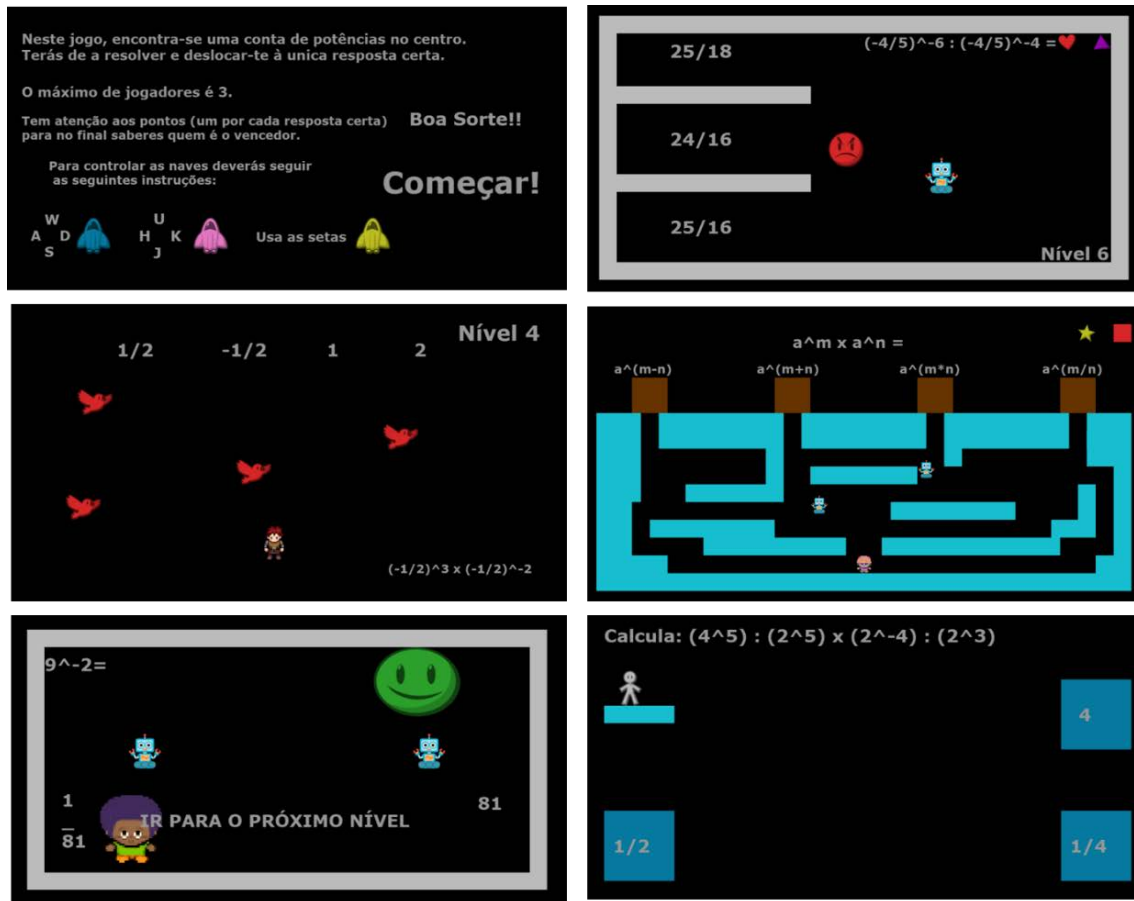 Neste jogo, encontra-se uma conta de potências no centro.
Terás de a resolver e deslocar-te à unica resposta certa.
O máximo de jogadores é 3.
Tem atenção aos pontos (um por cada resposta certa)
para no final saberes quem é o vencedor.
Boa Sorte!!
Para controlar as naves deverás seguir
as seguintes instruções:
Começar!
W
A D
S
U
H K
J
Usa as setas
(-4/5)^-6 : (-4/5)^-4 =
25/18
24/16
25/16
Nível 6
Nível 4
1/2 -1/2 1 2
(-1/2)^3 x (-1/2)^-2
a^m x a^n =
a^(m-n) a^(m+n) a^(m*n) a^(m/n)
9^-2=
1
_
81
81
IR PARA O PRÓXIMO NÍVEL
Calcula: (4^5) : (2^5) x (2^-4) : (2^3)
4
1/2
1/4